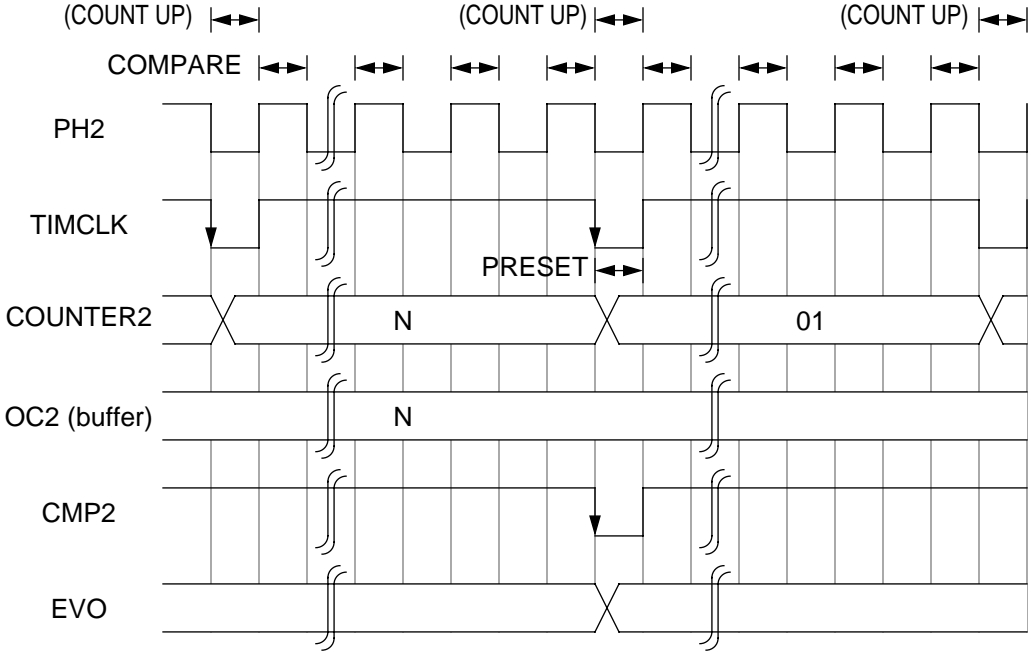 (COUNT UP) (COUNT UP) (COUNT UP)
COMPARE
PH2
TIMCLK
PRESET
COUNTER2 N 01
OC2 (buffer) N
CMP2
EVO